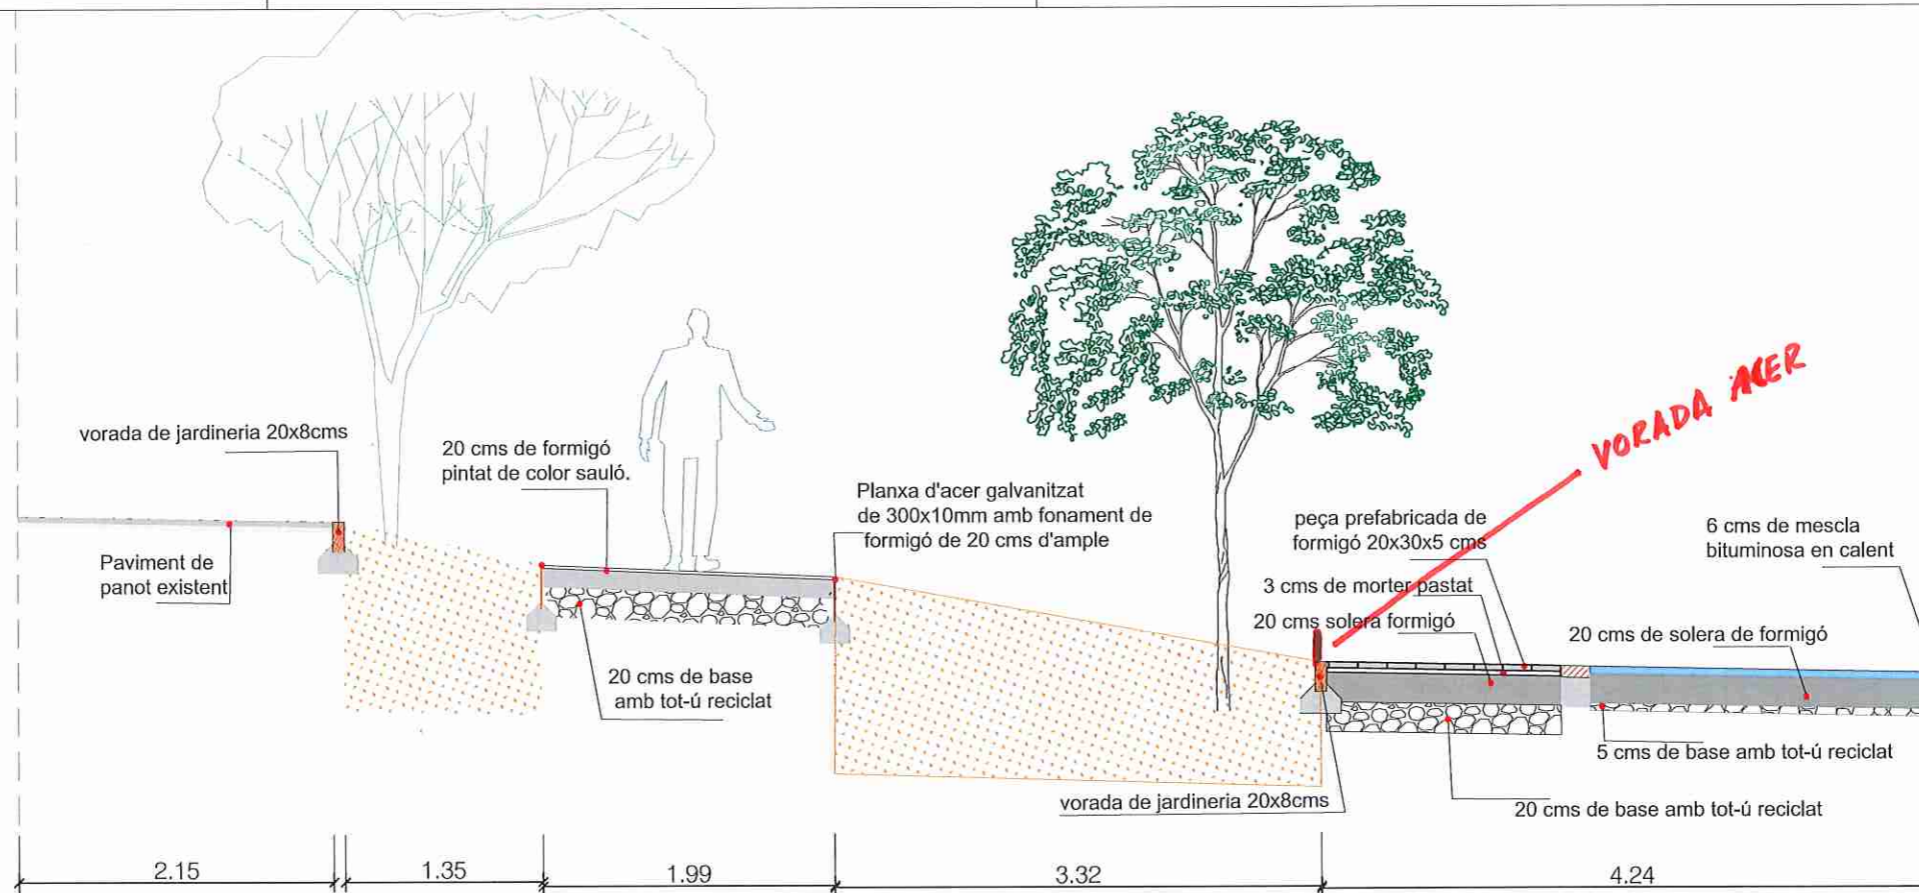 vorada de jardineria 20x8cms
20 cms de formigó
pintat de color sauló.
Planxa d'acer galvanitzat
de 300x10mm amb fonament de
formigó de 20 cms d'ample
VORADA ACER
peça prefabricada de
formigó 20x30x5 cms
6 cms de mescla
bituminosa en calent
Paviment de
panot existent
3 cms de morter pastat
20 cms solera formigó
20 cms de solera de formigó
20 cms de base
amb tot-ú reciclat
5 cms de base amb tot-ú reciclat
vorada de jardineria 20x8cms
20 cms de base amb tot-ú reciclat
2.15
1.35
1.99
3.32
4.24